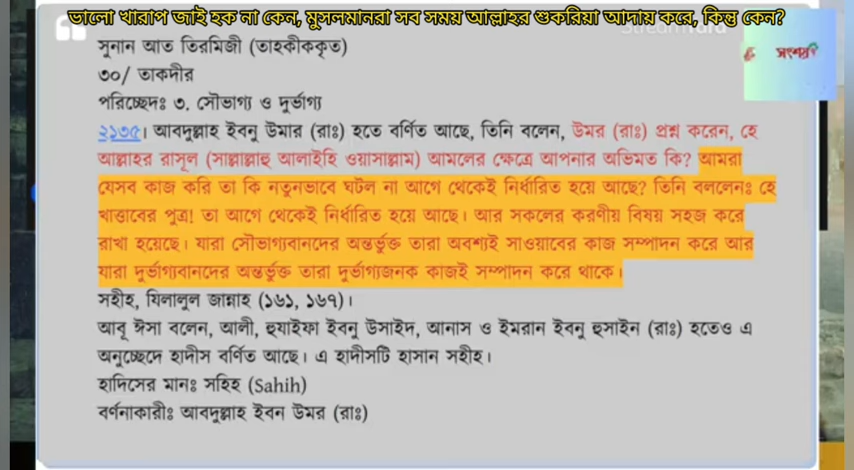 ভালো খারাপ জাই হক না কেন, মুসলমানরা সব সময় আল্লাহর শুকরিয়া আদায় করে, কিন্তু কেন?
StreamYard
সংশয়
সুনান আত তিরমিজী (তাহকীককৃত)
৩০/ তাকদীর
পরিচ্ছেদঃ ৩. সৌভাগ্য ও দুর্ভাগ্য
২১৩৫। আবদুল্লাহ ইবনু উমার (রাঃ) হতে বর্ণিত আছে, তিনি বলেন, উমর (রাঃ) প্রশ্ন করেন, হে
আল্লাহর রাসূল (সাল্লাল্লাহু আলাইহি ওয়াসাল্লাম) আমলের ক্ষেত্রে আপনার অভিমত কি? আমরা
যেসব কাজ করি তা কি নতুনভাবে ঘটল না আগে থেকেই নির্ধারিত হয়ে আছে? তিনি বললেনঃ হে
খাত্তাবের পুত্র! তা আগে থেকেই নির্ধারিত হয়ে আছে। আর সকলের করণীয় বিষয় সহজ করে
রাখা হয়েছে। যারা সৌভাগ্যবানদের অন্তর্ভুক্ত তারা অবশ্যই সাওয়াবের কাজ সম্পাদন করে আর
যারা দুর্ভাগ্যবানদের অন্তর্ভুক্ত তারা দুর্ভাগ্যজনক কাজই সম্পাদন করে থাকে।
সহীহ, যিলালুল জান্নাহ (১৬১, ১৬৭)।
আবূ ঈসা বলেন, আলী, হুযাইফা ইবনু উসাইদ, আনাস ও ইমরান ইবনু হুসাইন (রাঃ) হতেও এ
অনুচ্ছেদে হাদীস বর্ণিত আছে। এ হাদীসটি হাসান সহীহ।
হাদিসের মানঃ সহিহ (Sahih)
বর্ণনাকারীঃ আবদুল্লাহ ইবন উমর (রাঃ)